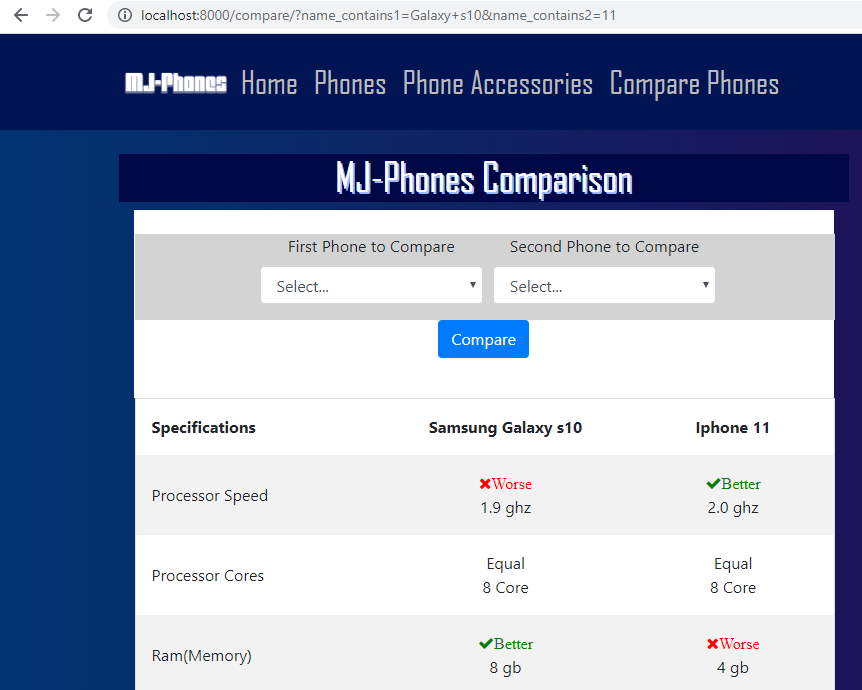 localhost:8000/compare/?name_contains1=Galaxy+s10&name_contains2=11
MJ-Phones Home Phones Phone Accessories Compare Phones
MJ-Phones Comparison
First Phone to Compare Second Phone to Compare
Select... Select...
Compare
Specifications Samsung Galaxy s10 Iphone 11
Worse Better
Processor Speed
1.9 ghz 2.0 ghz
Equal Equal
Processor Cores
8 Core 8 Core
Better Worse
Ram(Memory)
8 gb 4 gb